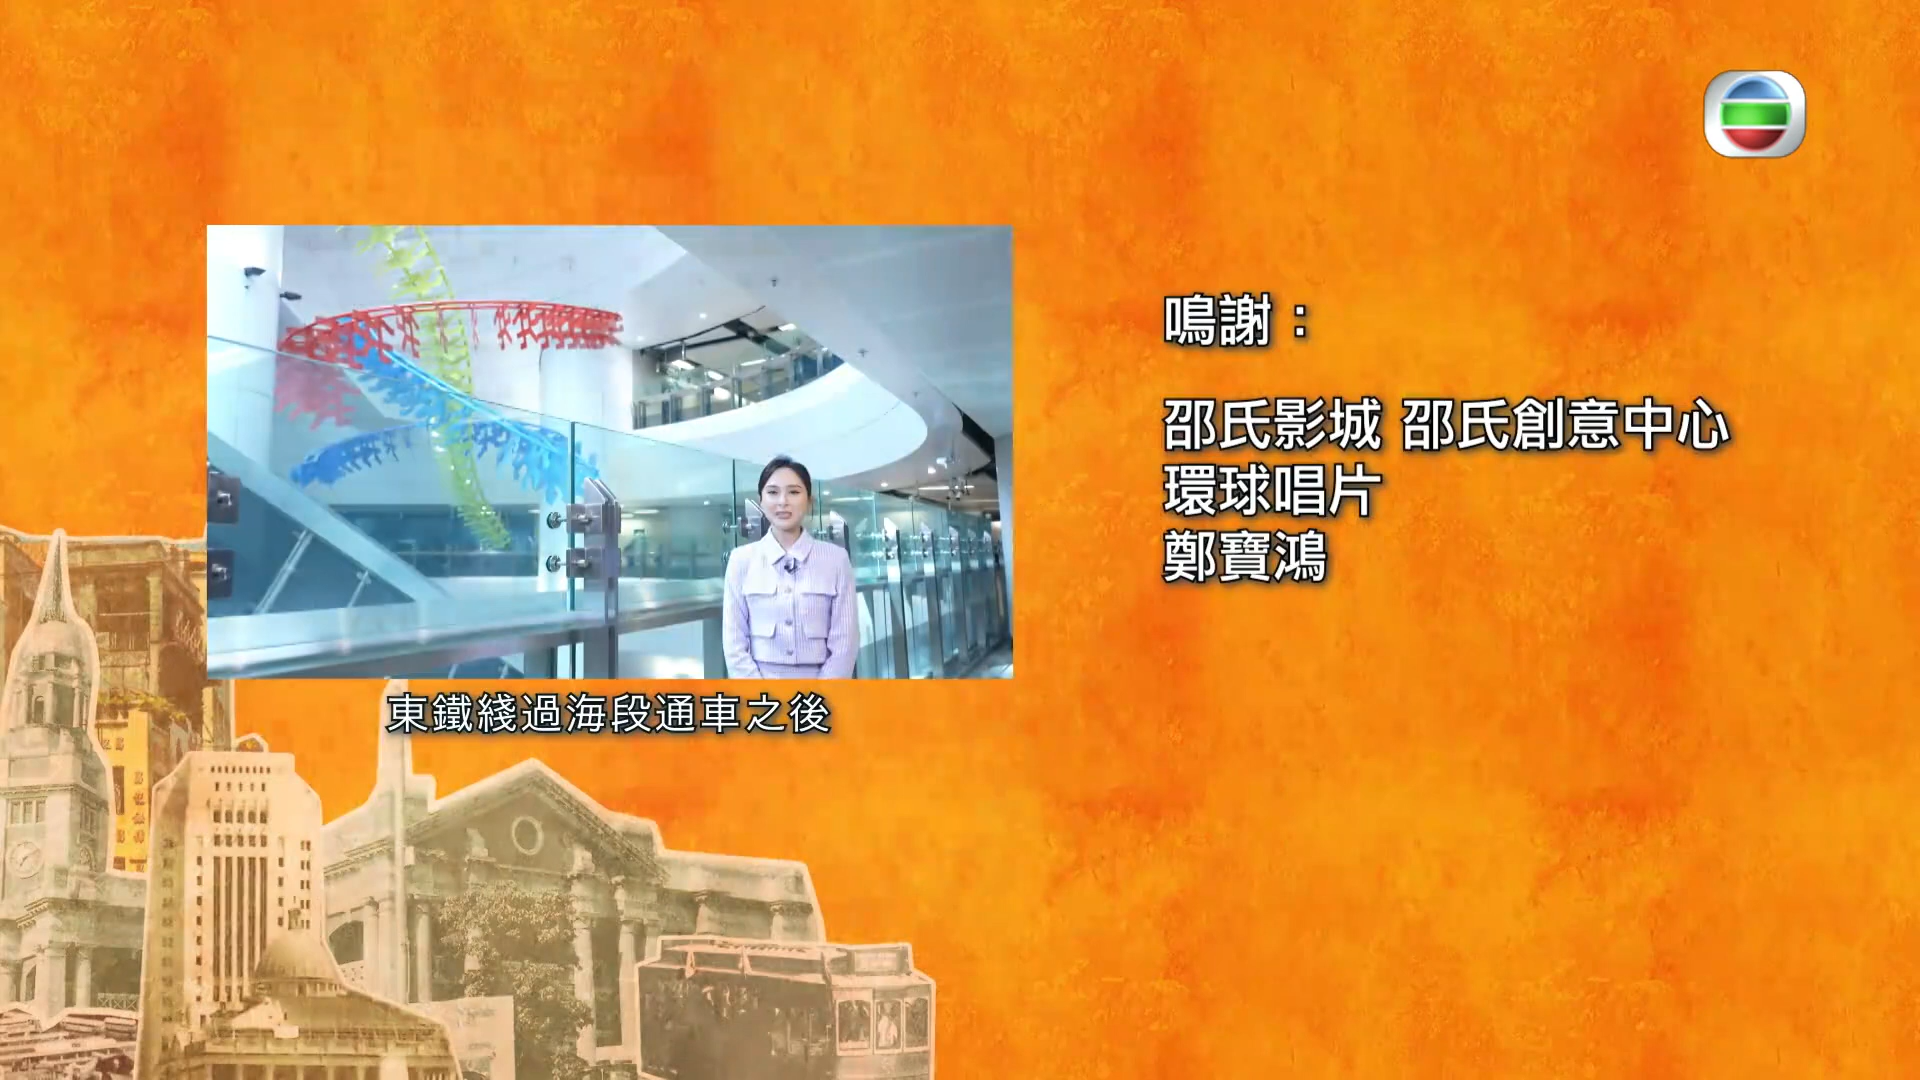 鳴謝：
邵氏影城 邵氏創意中心
環球唱片
鄭寶鴻
東鐵綫過海段通車之後